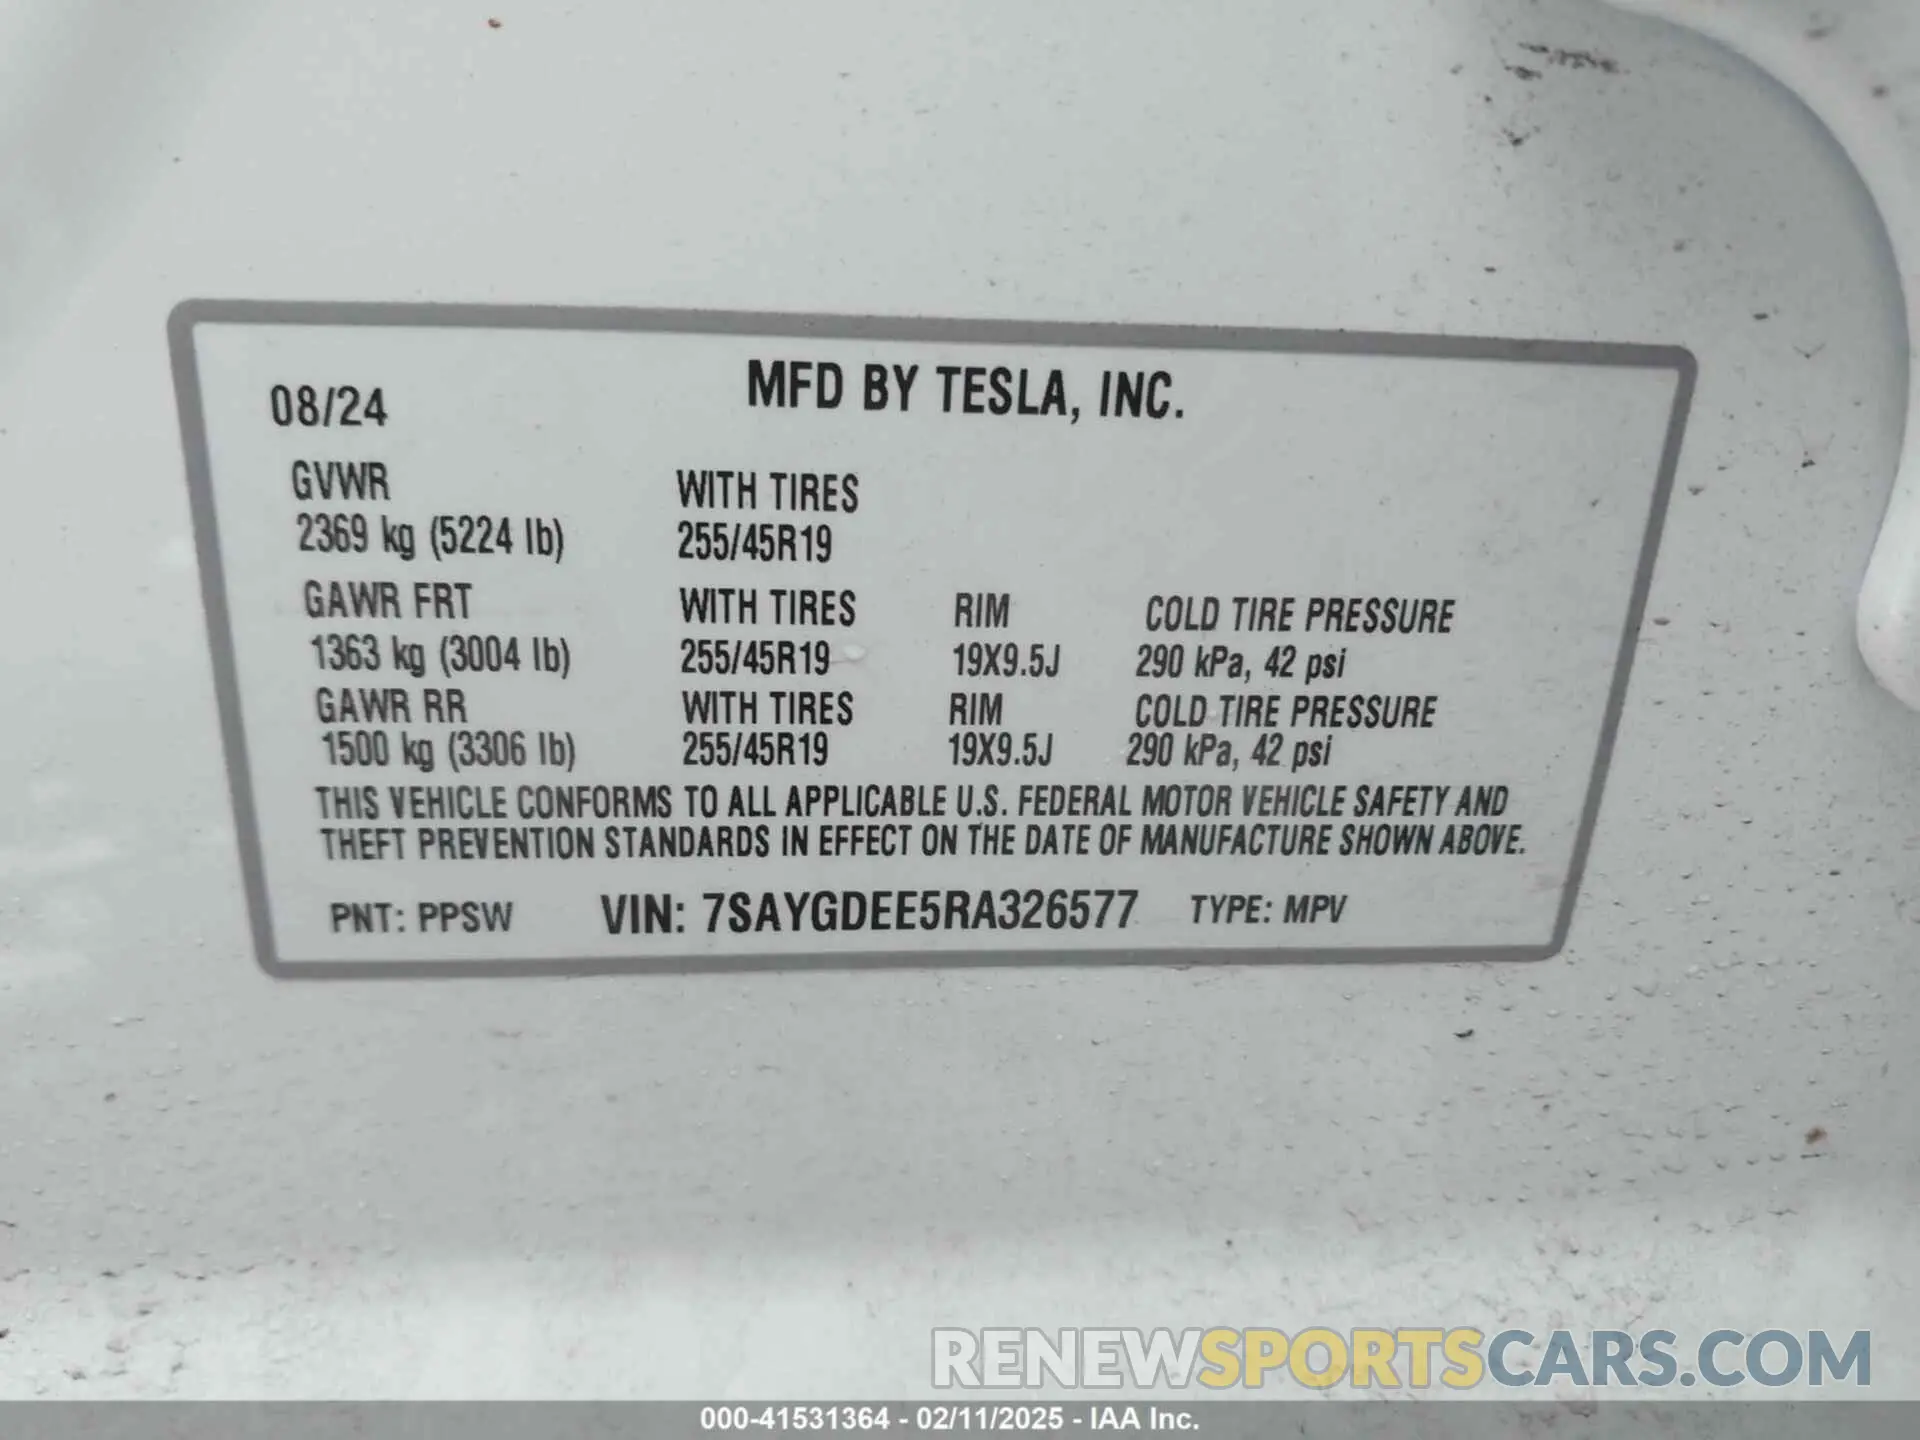 MFD BY TESLA, INC.
08/24
GVWR WITH TIRES
2369 kg (5224 lb) 255/45R19
GAWR FRT WITH TIRES RIM COLD TIRE PRESSURE
1363 kg (3004 lb) 255/45R19 19X9.5J 290 kPa, 42 psi
GAWR RR WITH TIRES RIM COLD TIRE PRESSURE
1500 kg (3306 lb) 255/45R19 19X9.5J 290 kPa, 42 psi
THIS VEHICLE CONFORMS TO ALL APPLICABLE U.S. FEDERAL MOTOR VEHICLE SAFETY AND
THEFT PREVENTION STANDARDS IN EFFECT ON THE DATE OF MANUFACTURE SHOWN ABOVE.
PNT: PPSW VIN: 7SAYGDEE5RA326577 TYPE: MPV
RENEWSPORTSCARS.COM
000-41531364 - 02/11/2025 - IAA Inc.